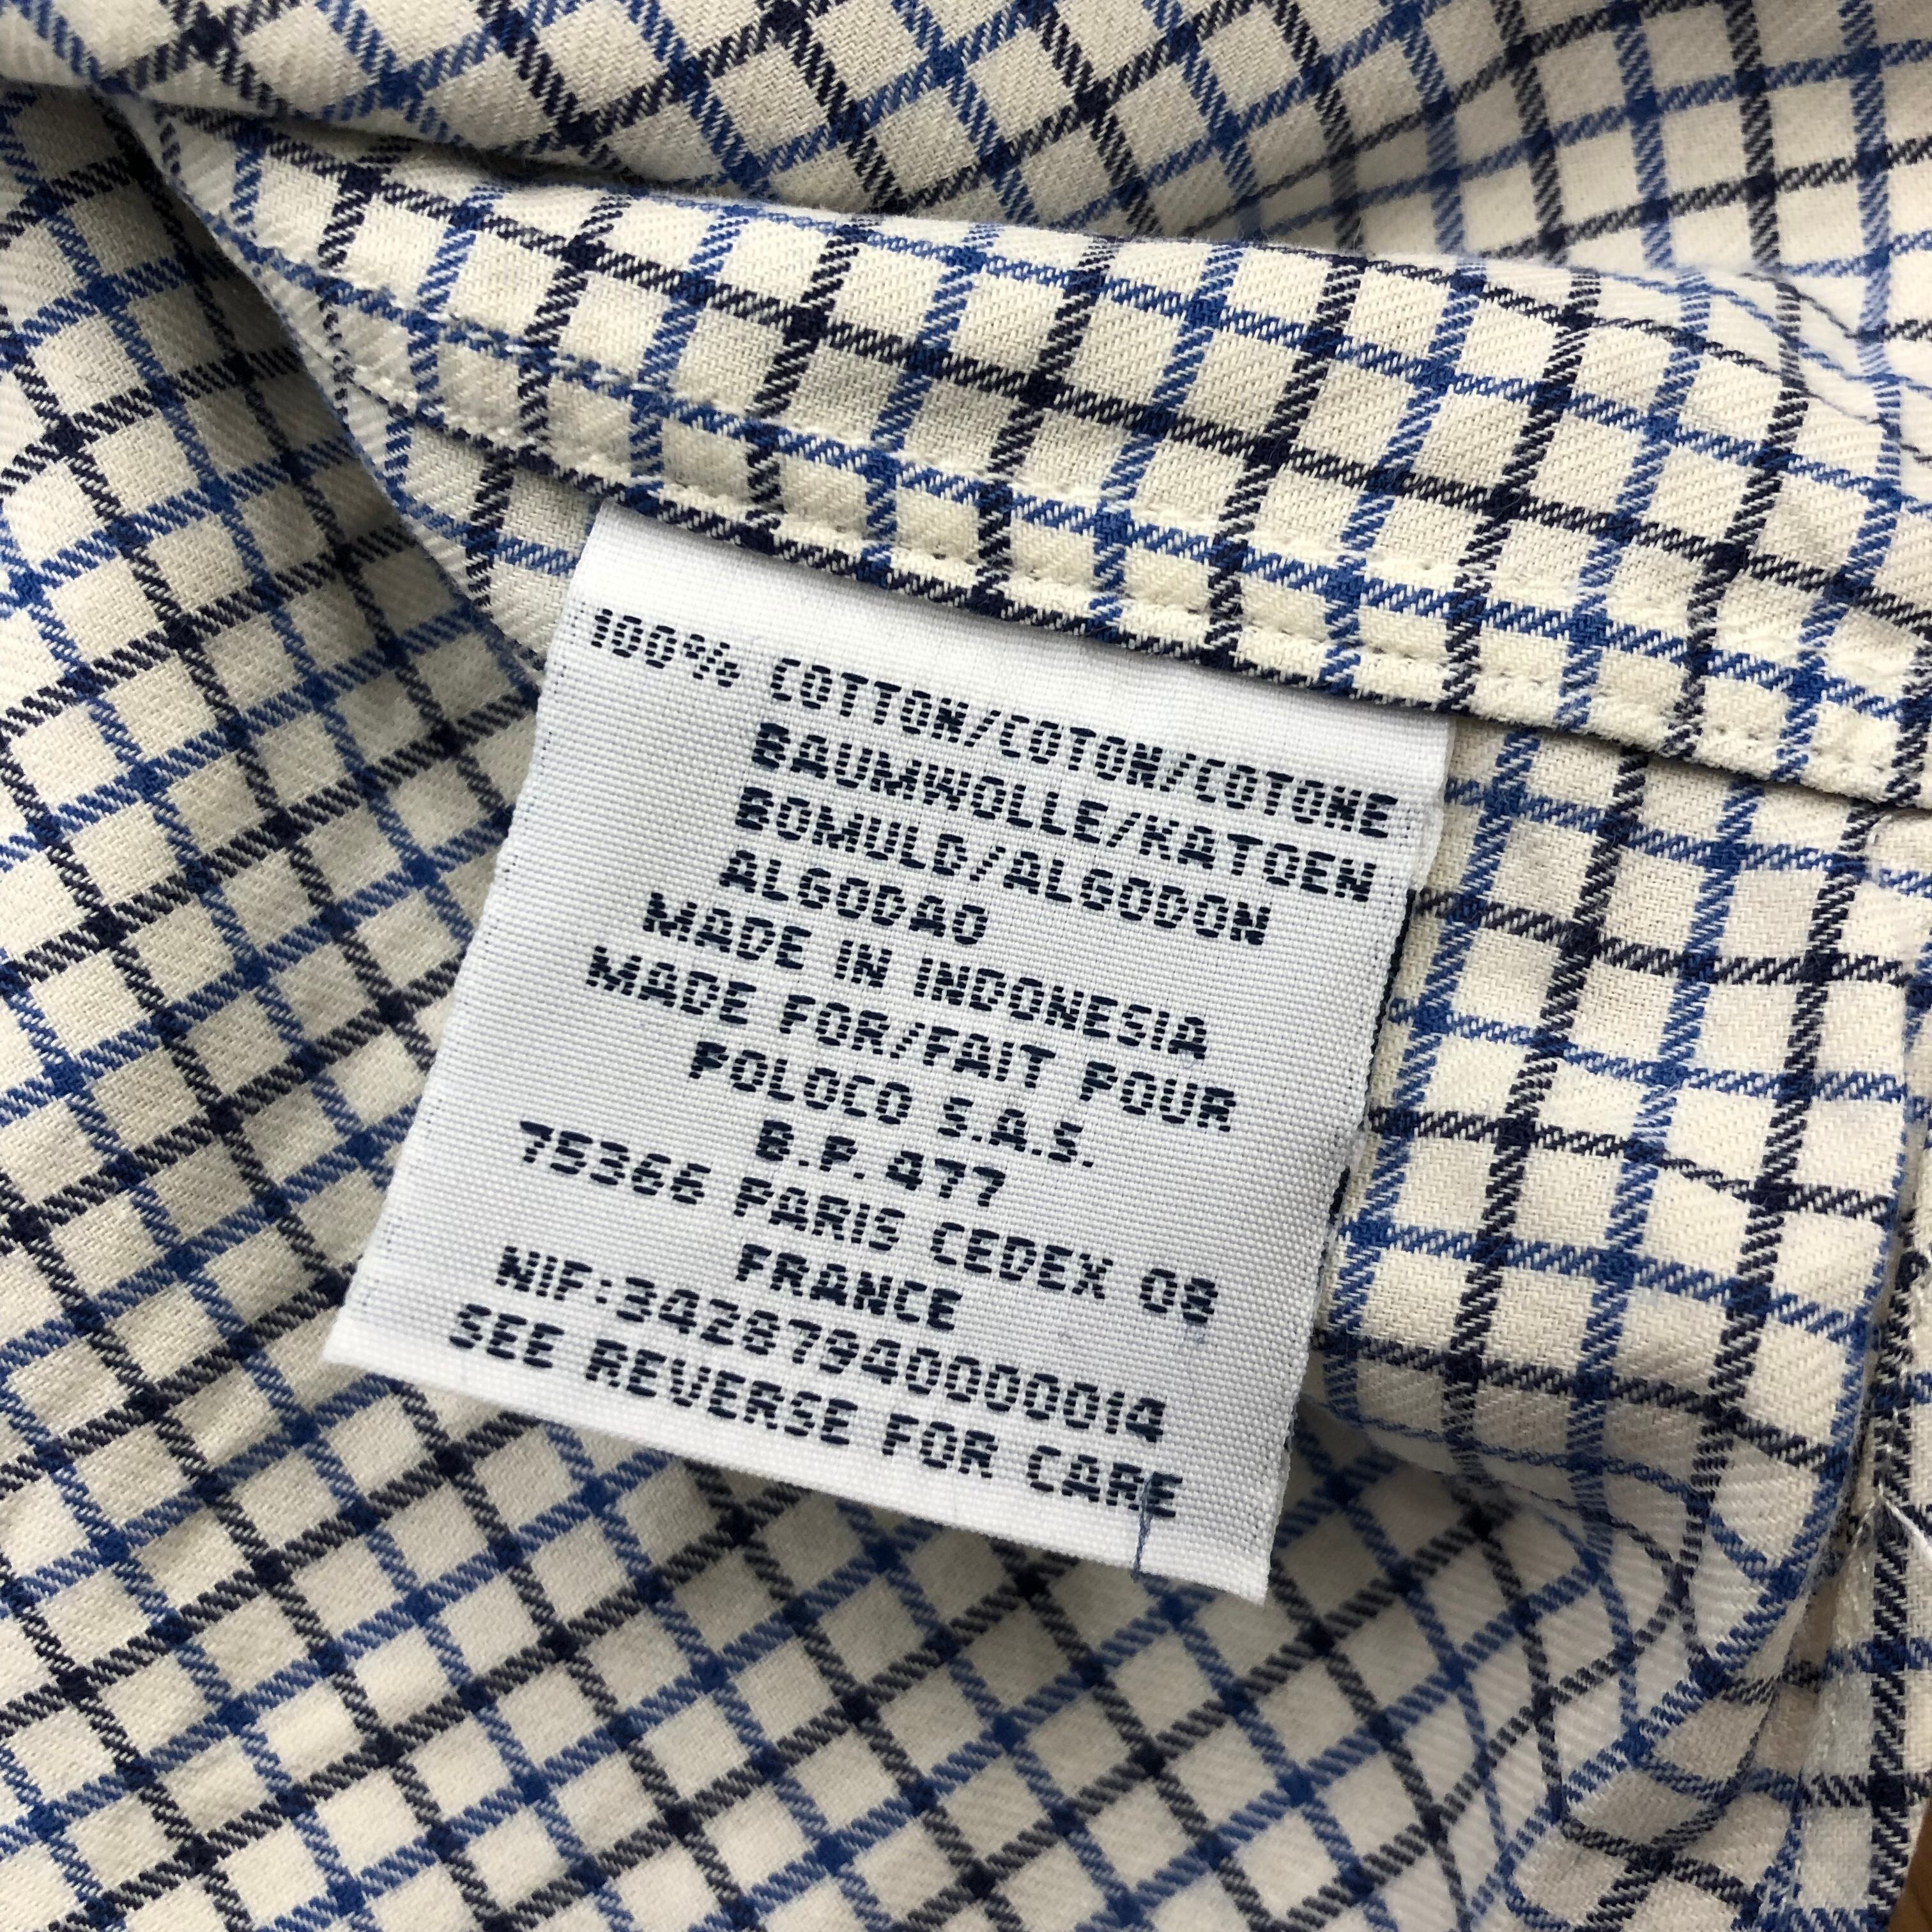 100% COTTON/COTON/COTONE
BAUMWOLLE/KATOEN
BOMULD/ALGODON
ALGODAO
MADE IN INDONESIA
MADE FOR/FAIT POUR
POLOCO S.A.S.
B.P. 477
75366 PARIS CEDEX 08
FRANCE
NIF:34287940000014
SEE REVERSE FOR CARE